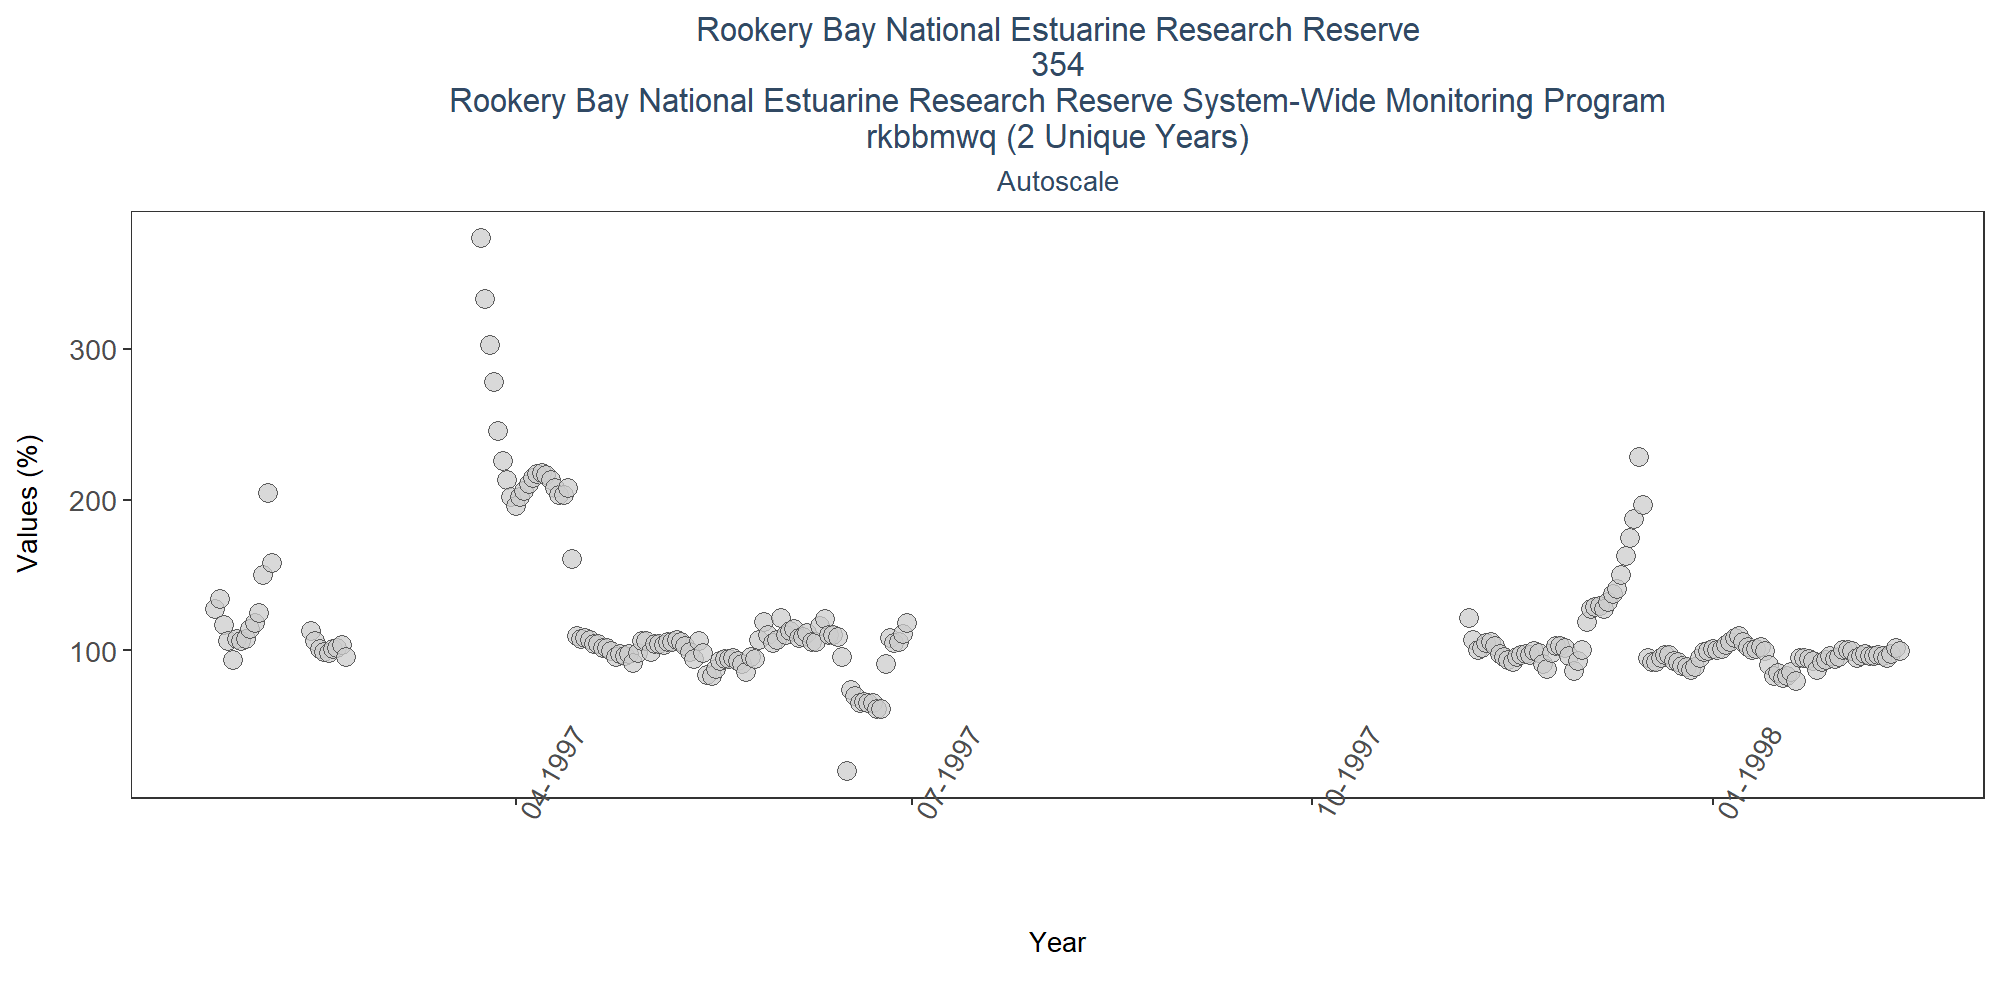 Rookery Bay National Estuarine Research Reserve
354
Rookery Bay National Estuarine Research Reserve System-Wide Monitoring Program
rkbbmwq (2 Unique Years)
Autoscale
Values (%)
300
200
100
04-1997
07-1997
10-1997
01-1998
Year